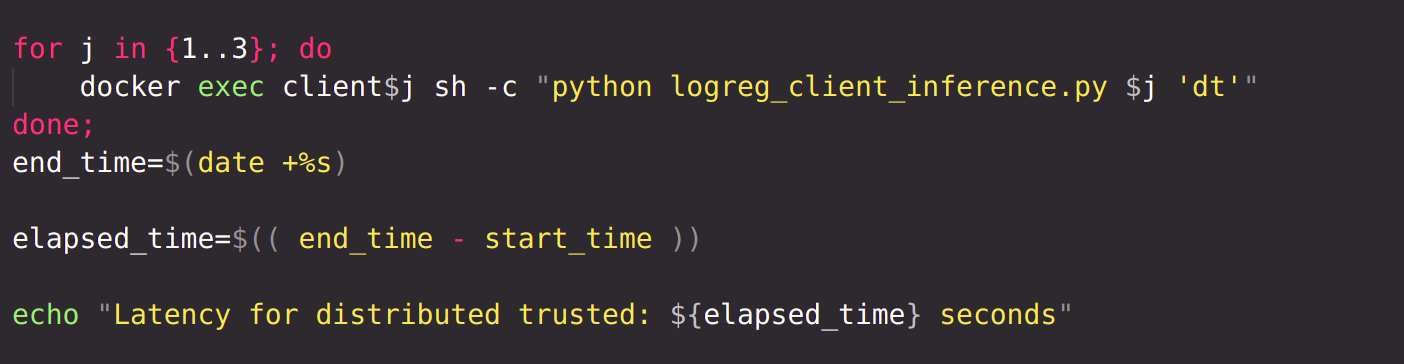 for j in {1..3}; do
    docker exec client$j sh -c "python logreg_client_inference.py $j 'dt'"
done;
end_time=$(date +%s)
elapsed_time=$(( end_time - start_time ))
echo "Latency for distributed trusted: ${elapsed_time} seconds"